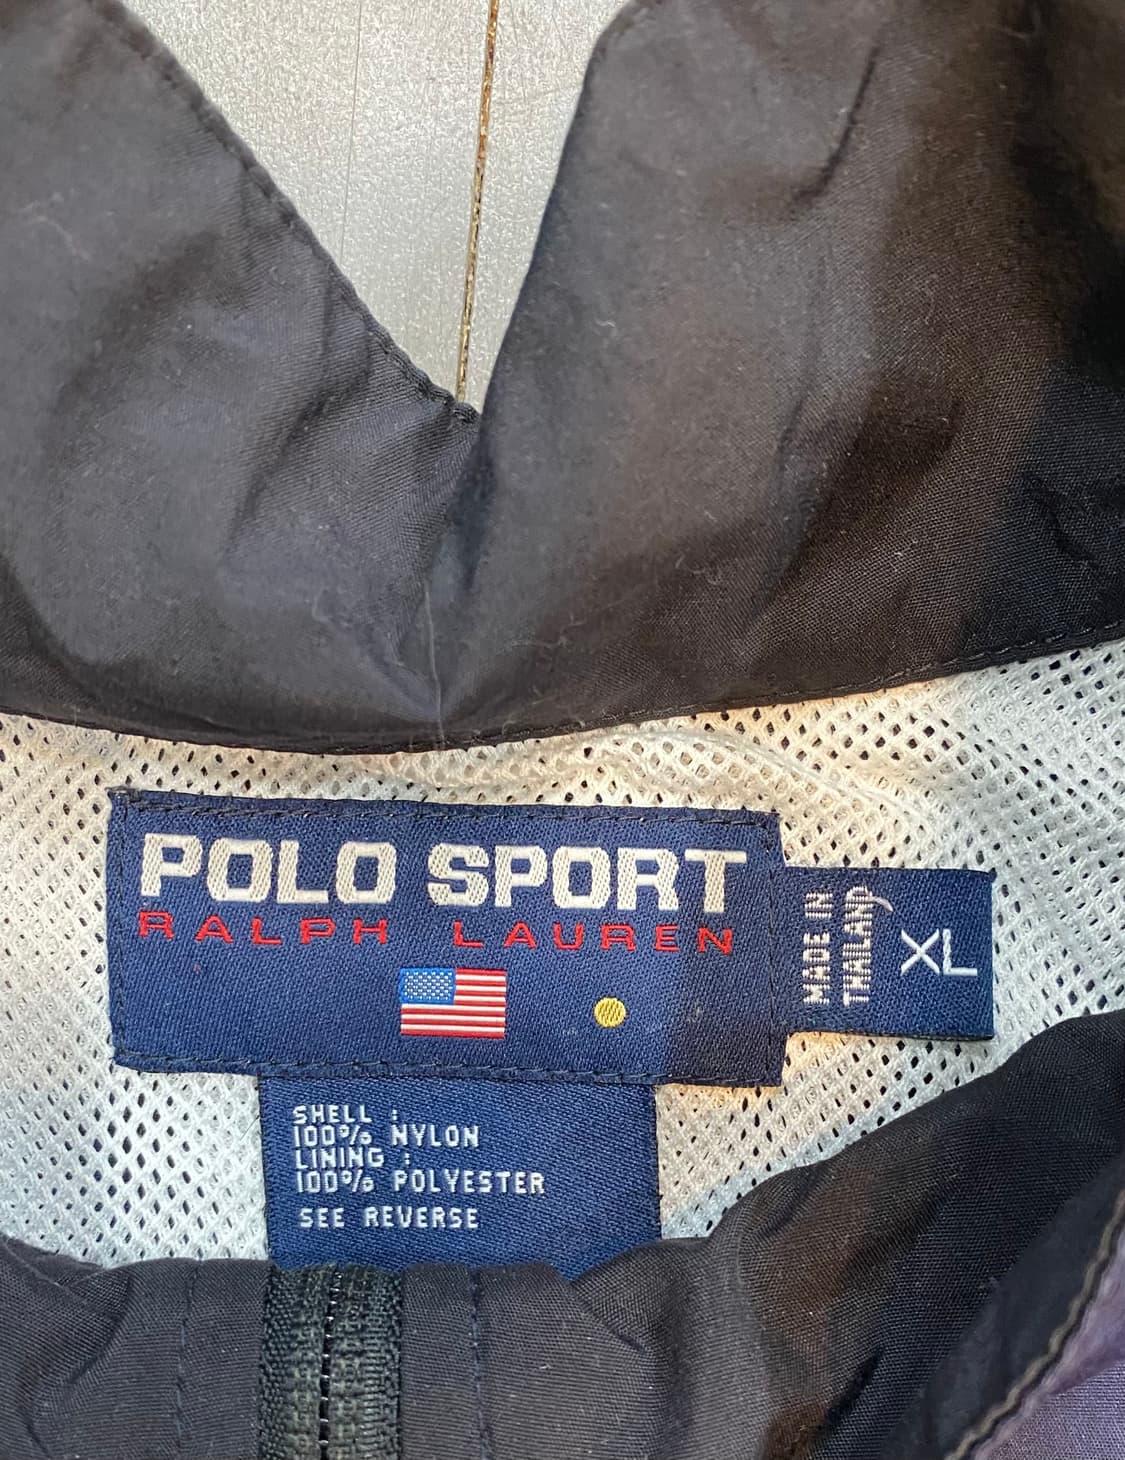 POLO SPORT
RALPH LAUREN
MADE IN
THAILAND
XL
SHELL :
100% NYLON
LINING :
100% POLYESTER
SEE REVERSE